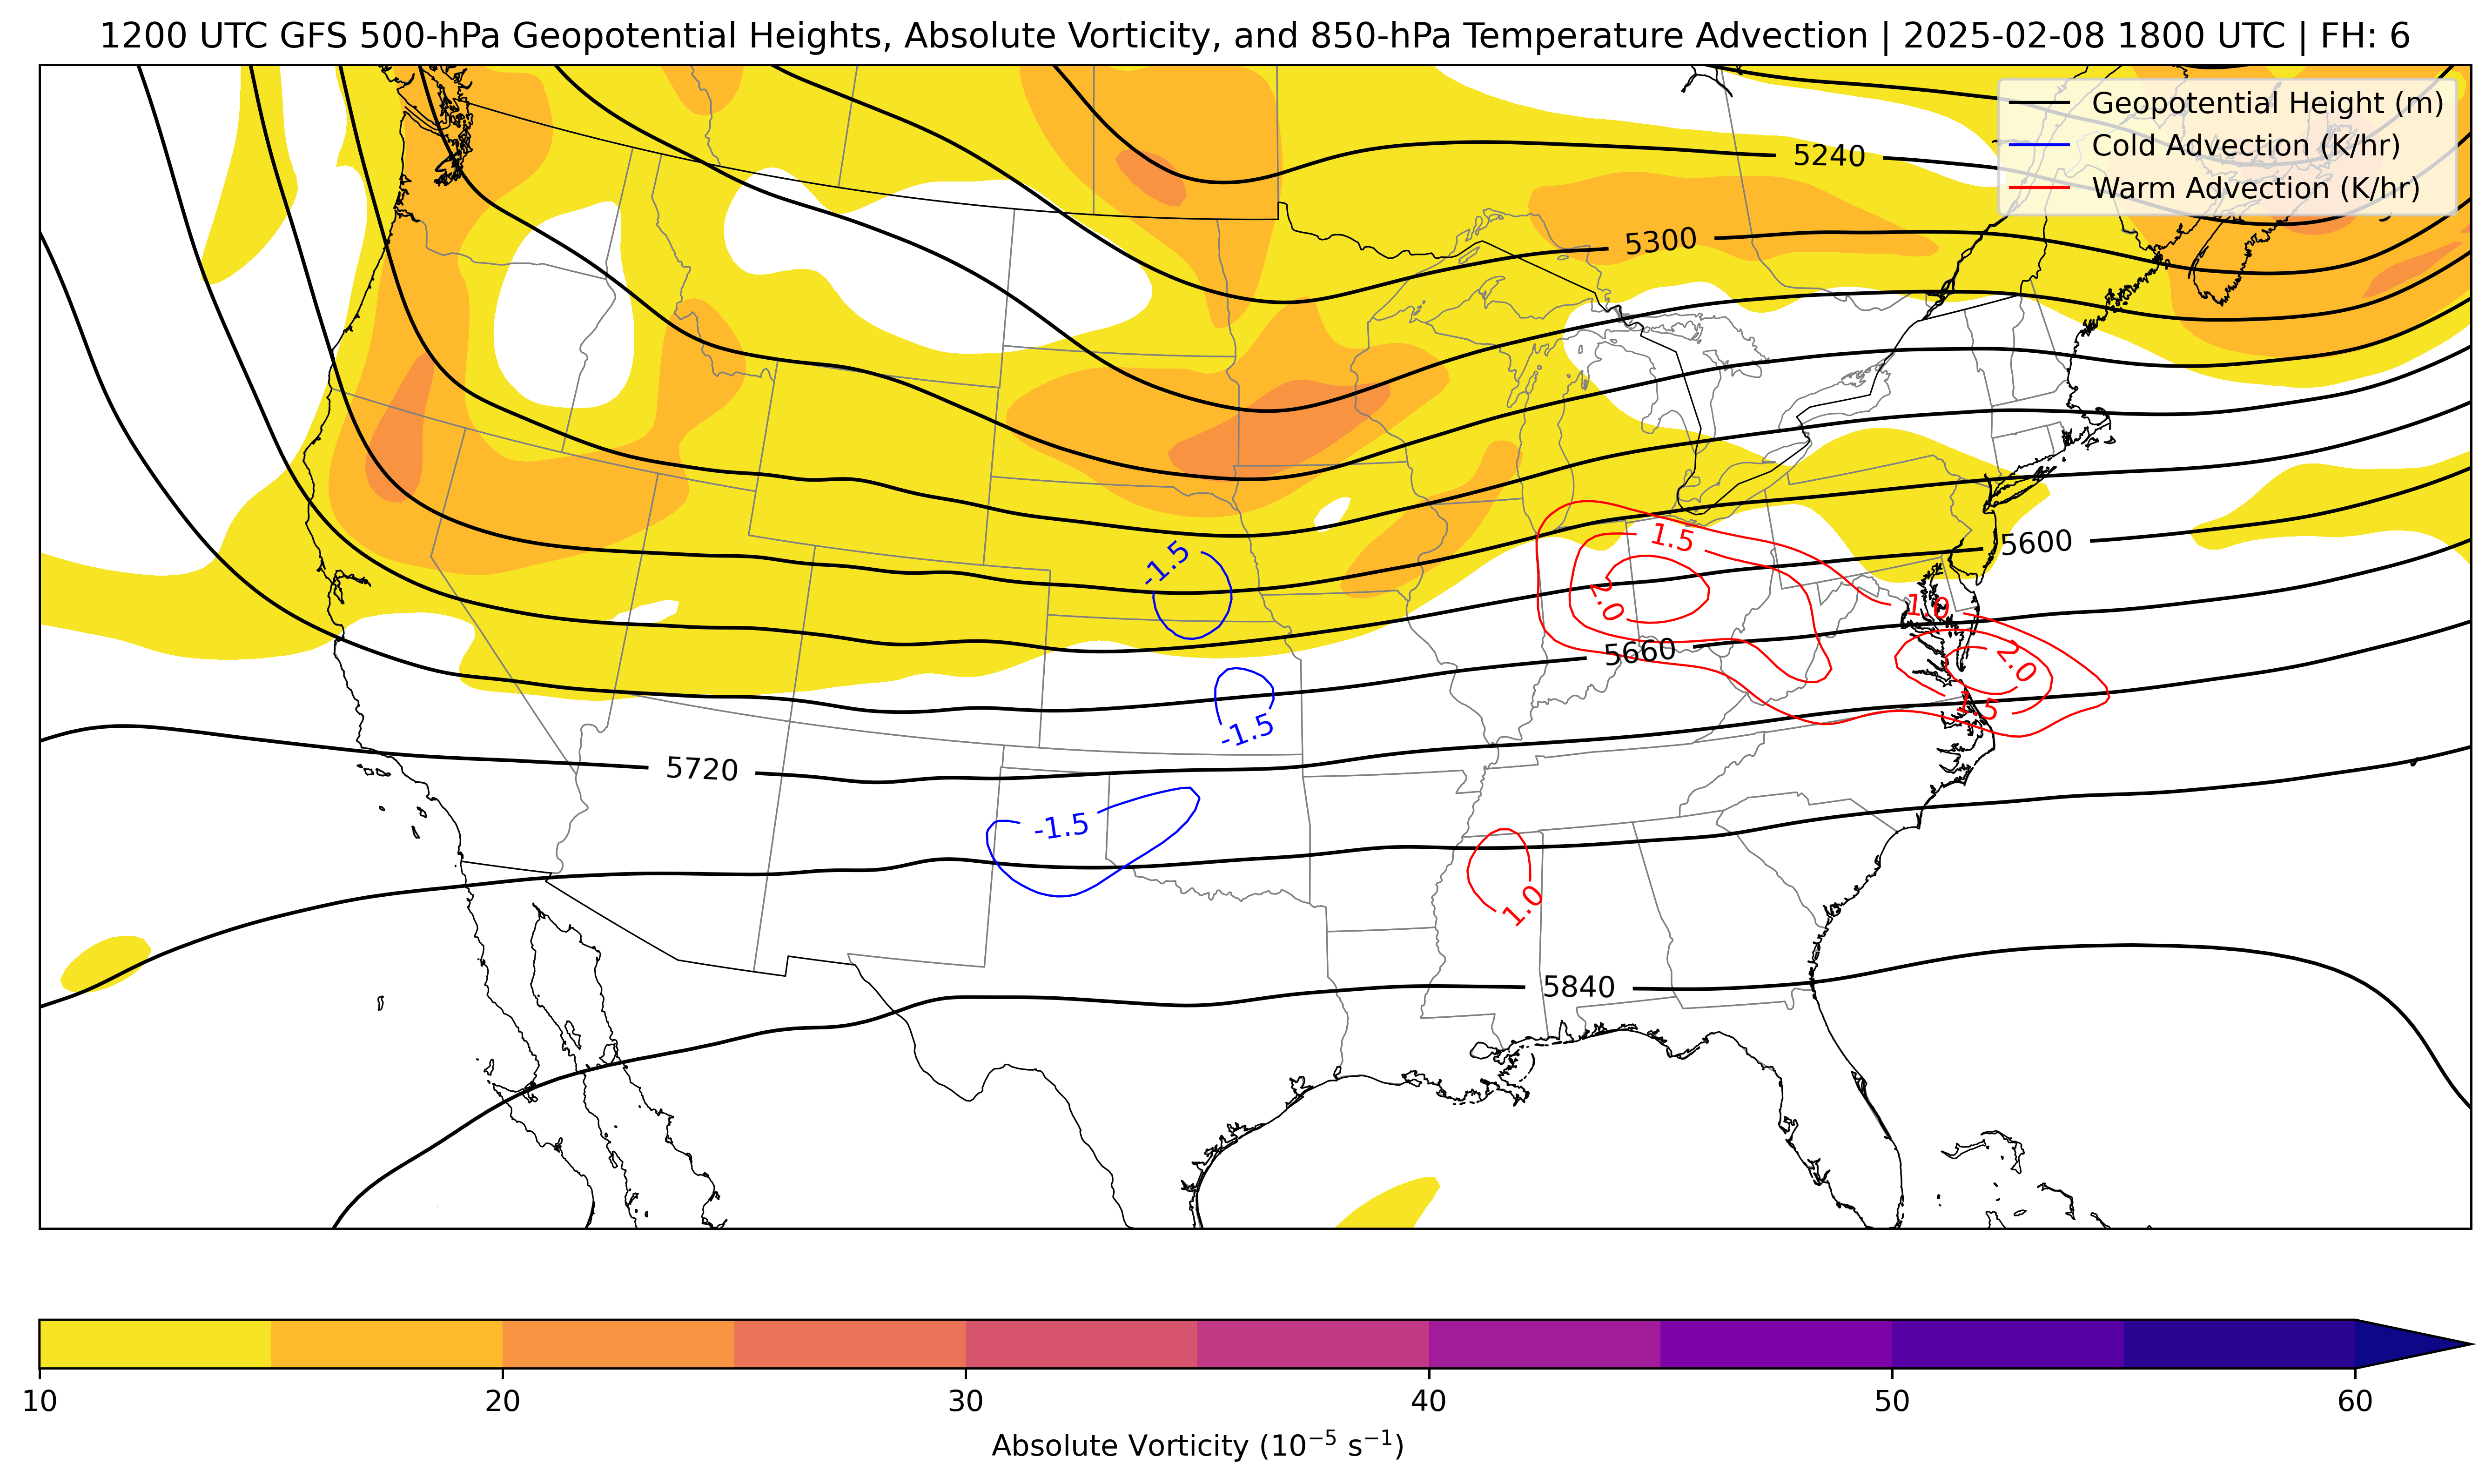 1200 UTC GFS 500-hPa Geopotential Heights, Absolute Vorticity, and 850-hPa Temperature Advection | 2025-02-08 1800 UTC | FH: 6
Geopotential Height (m)
Cold Advection (K/hr)
Warm Advection (K/hr)
5240
5300
1.5
5600
-1.5
2.0
1.0
5660
2.0
-1.5
1.5
5720
-1.5
1.0
5840
10 20 30 40 50 60
Absolute Vorticity (10⁻⁵ s⁻¹)